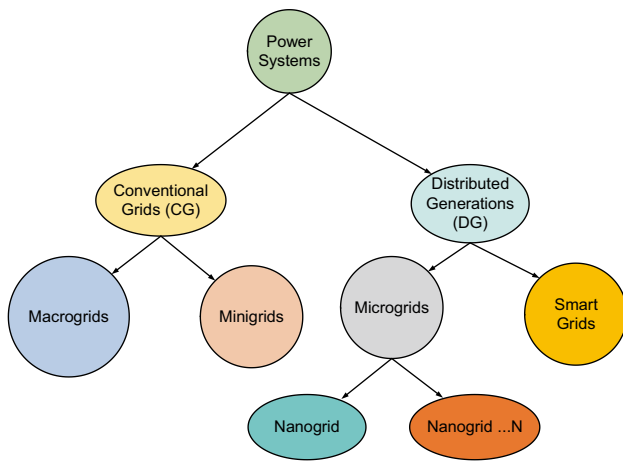 Power
Systems
Conventional
Grids (CG)
Distributed
Generations
(DG)
Macrogrids
Minigrids
Microgrids
Smart
Grids
Nanogrid
Nanogrid ...N